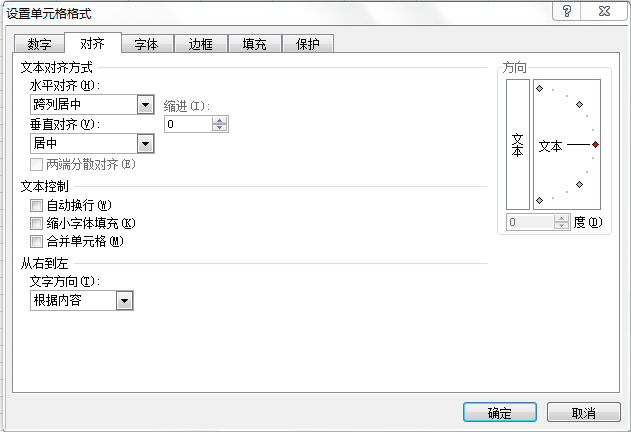 设置单元格格式
数字 对齐 字体 边框 填充 保护
文本对齐方式
水平对齐(H):
跨列居中
缩进(I):
垂直对齐(V):
0
居中
两端分散对齐(E)
文本控制
自动换行(W)
缩小字体填充(K)
合并单元格(M)
从右到左
文字方向(T):
根据内容
方向
文本
文本
0 度(D)
确定 取消